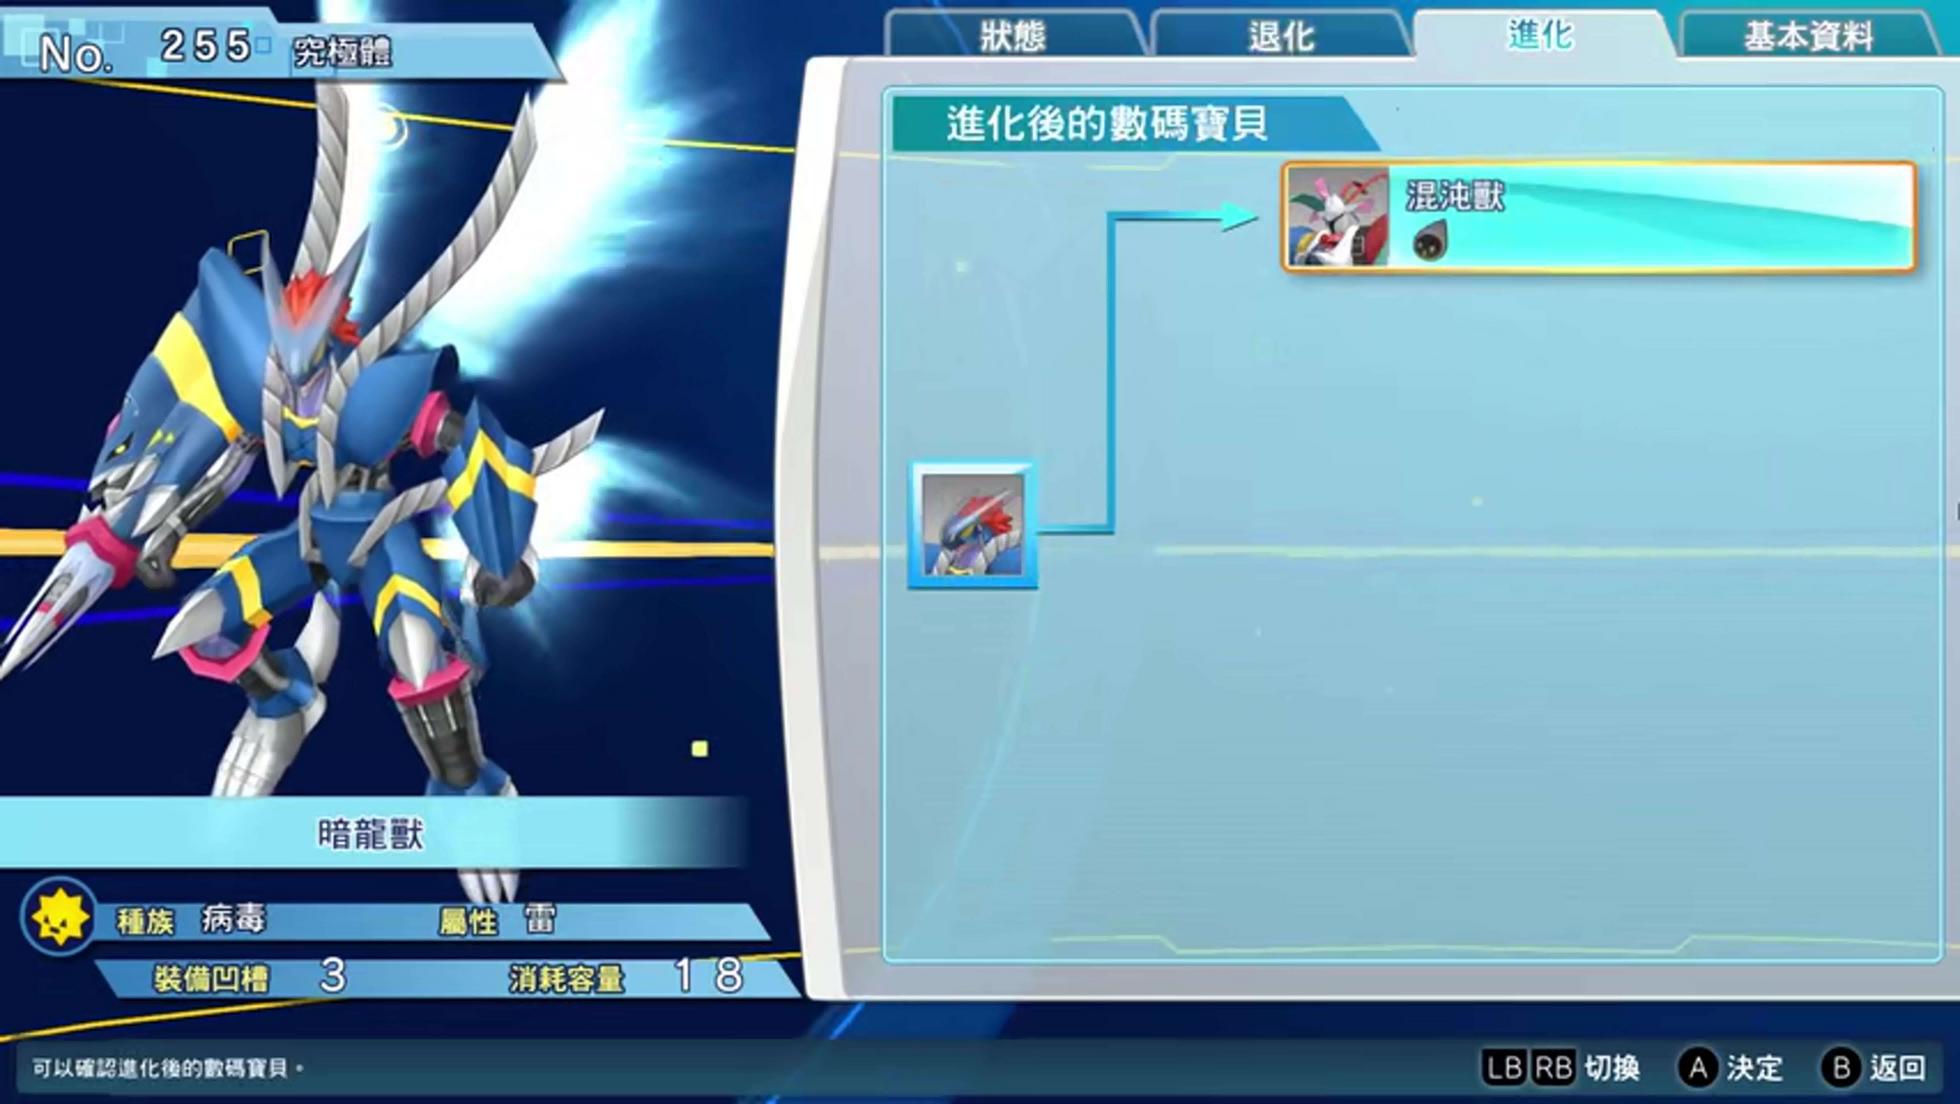 No. 255 究極體
狀態 退化 進化 基本資料
進化後的數碼寶貝
混沌獸
暗龍獸
種族 病毒 屬性 雷
裝備凹槽 3 消耗容量 18
可以確認進化後的數碼寶貝。
LB RB 切換 A 決定 B 返回